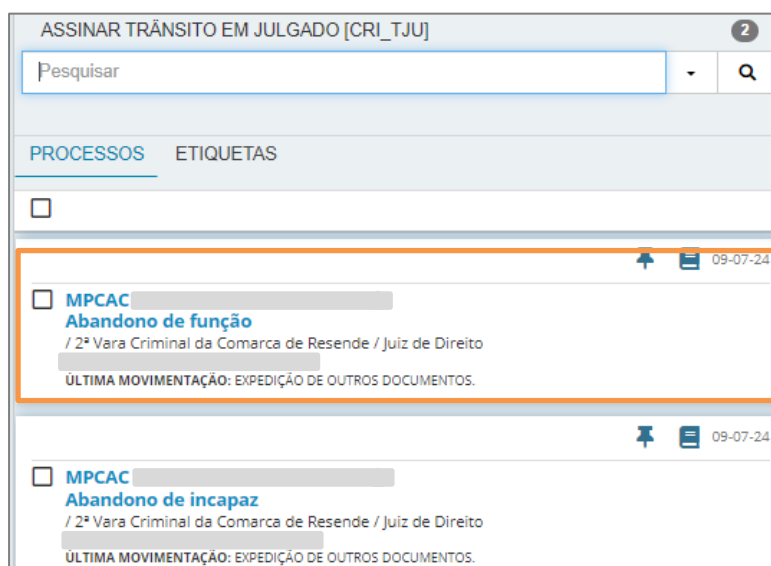 ASSINAR TRÂNSITO EM JULGADO [CRI_TJU] 2
Pesquisar
PROCESSOS ETIQUETAS
09-07-24
MPCAC
Abandono de função
/ 2ª Vara Criminal da Comarca de Resende / Juiz de Direito
ÚLTIMA MOVIMENTAÇÃO: EXPEDIÇÃO DE OUTROS DOCUMENTOS.
09-07-24
MPCAC
Abandono de incapaz
/ 2ª Vara Criminal da Comarca de Resende / Juiz de Direito
ÚLTIMA MOVIMENTAÇÃO: EXPEDIÇÃO DE OUTROS DOCUMENTOS.